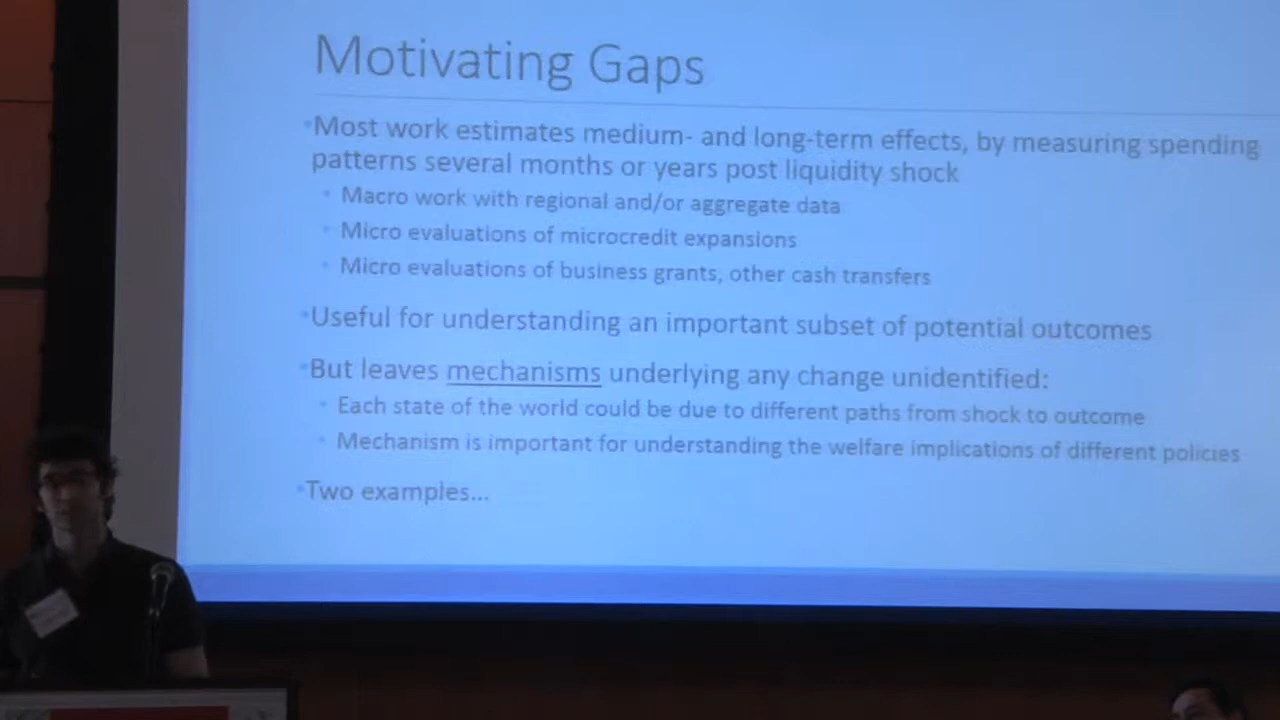 Motivating Gaps
Most work estimates medium- and long-term effects, by measuring spending
patterns several months or years post liquidity shock
Macro work with regional and/or aggregate data
Micro evaluations of microcredit expansions
Micro evaluations of business grants, other cash transfers
Useful for understanding an important subset of potential outcomes
But leaves mechanisms underlying any change unidentified:
Each state of the world could be due to different paths from shock to outcome
Mechanism is important for understanding the welfare implications of different policies
Two examples...